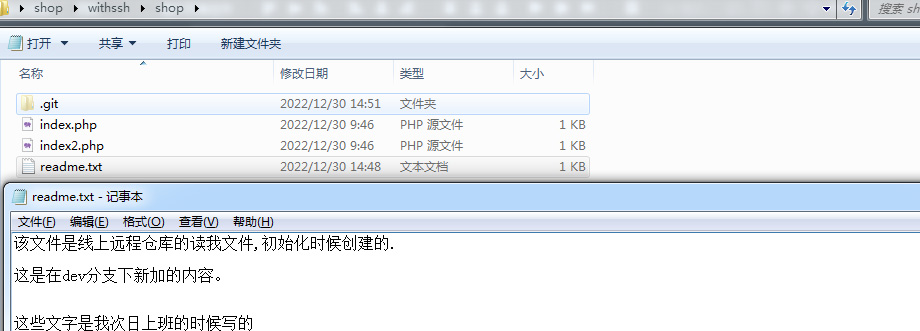 shop withssh shop
搜索 sh
打开 共享 打印 新建文件夹
名称 修改日期 类型 大小
.git 2022/12/30 14:51 文件夹
index.php 2022/12/30 9:46 PHP 源文件 1 KB
index2.php 2022/12/30 9:46 PHP 源文件 1 KB
readme.txt 2022/12/30 14:48 文本文档 1 KB
readme.txt - 记事本
文件(F) 编辑(E) 格式(O) 查看(V) 帮助(H)
该文件是线上远程仓库的读我文件,初始化时候创建的.
这是在dev分支下新加的内容。
这些文字是我次日上班的时候写的